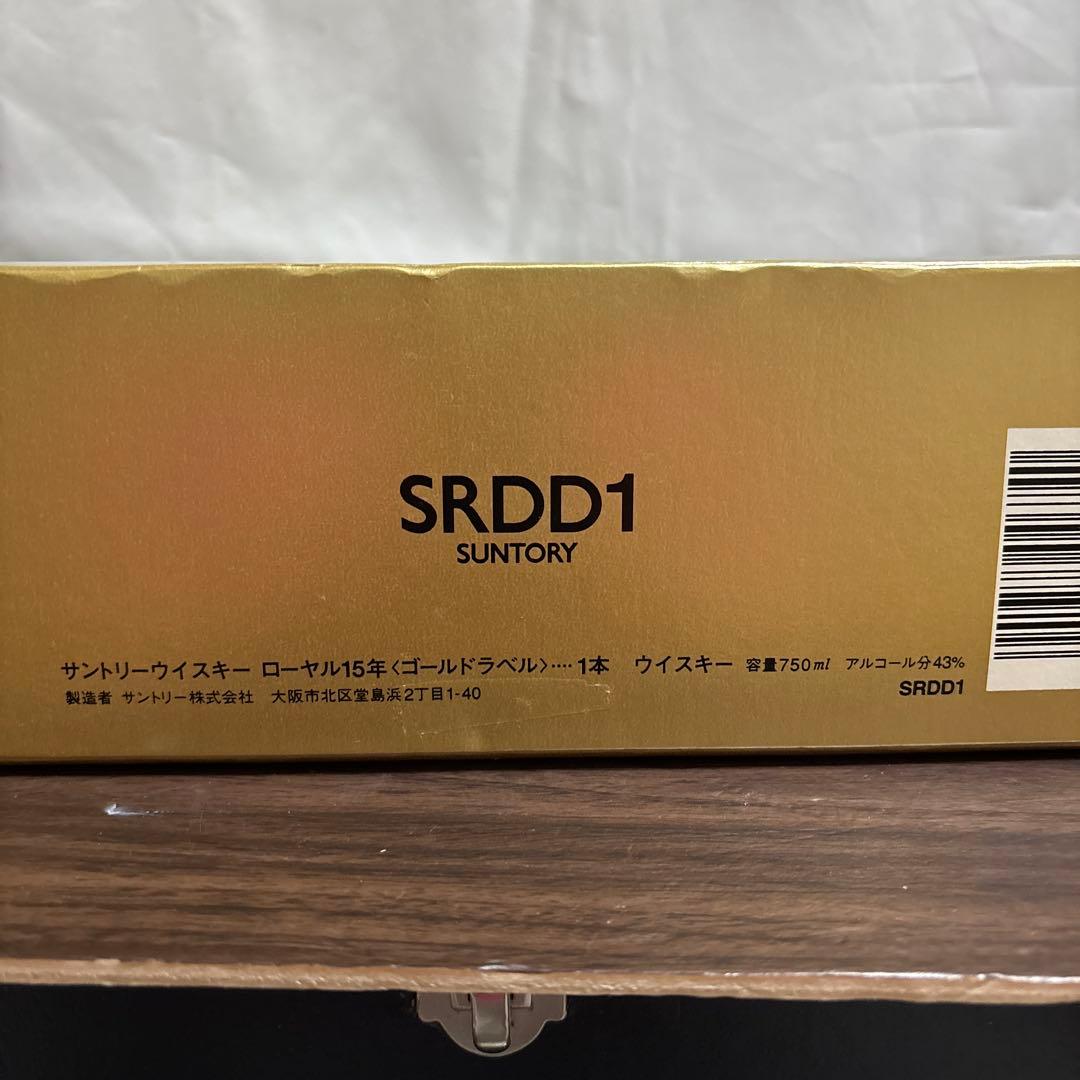 SRDD1
SUNTORY
サントリーウイスキー ローヤル15年〈ゴールドラベル〉‥‥1本 ウイスキー 容量750ml アルコール分43%
製造者 サントリー株式会社 大阪市北区堂島浜2丁目1-40
SRDD1